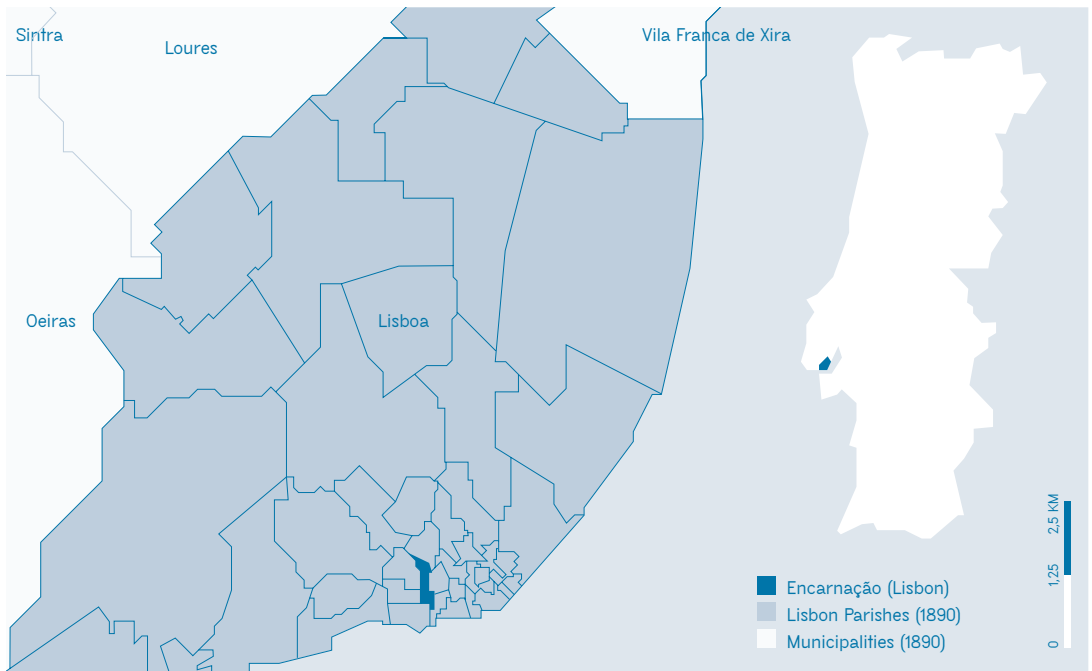 Sintra
Loures
Vila Franca de Xira
Oeiras
Lisboa
2,5 KM
1,25
0
Encarnação (Lisbon)
Lisbon Parishes (1890)
Municipalities (1890)